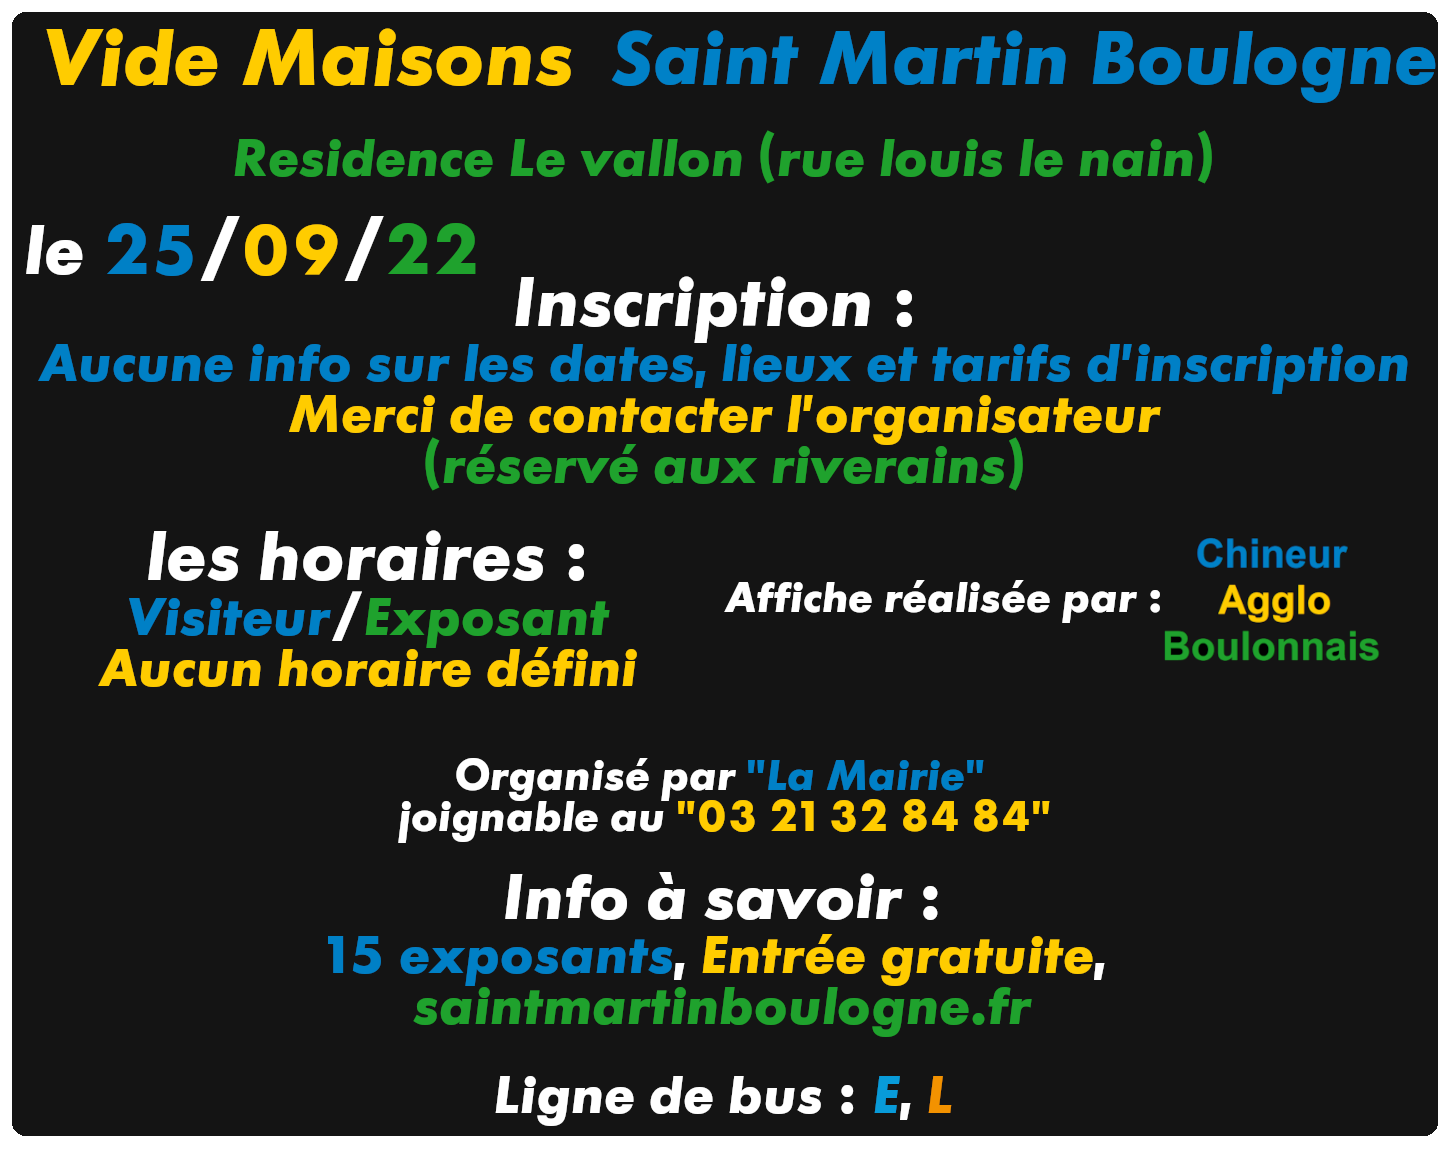 Vide Maisons Saint Martin Boulogne
Residence Le vallon (rue louis le nain)
le 25/09/22
Inscription :
Aucune info sur les dates, lieux et tarifs d'inscription
Merci de contacter l'organisateur
(réservé aux riverains)
les horaires :
Visiteur/Exposant
Aucun horaire défini
Affiche réalisée par :
Chineur
Agglo
Boulonnais
Organisé par "La Mairie"
joignable au "03 21 32 84 84"
Info à savoir :
15 exposants, Entrée gratuite,
saintmartinboulogne.fr
Ligne de bus : E, L